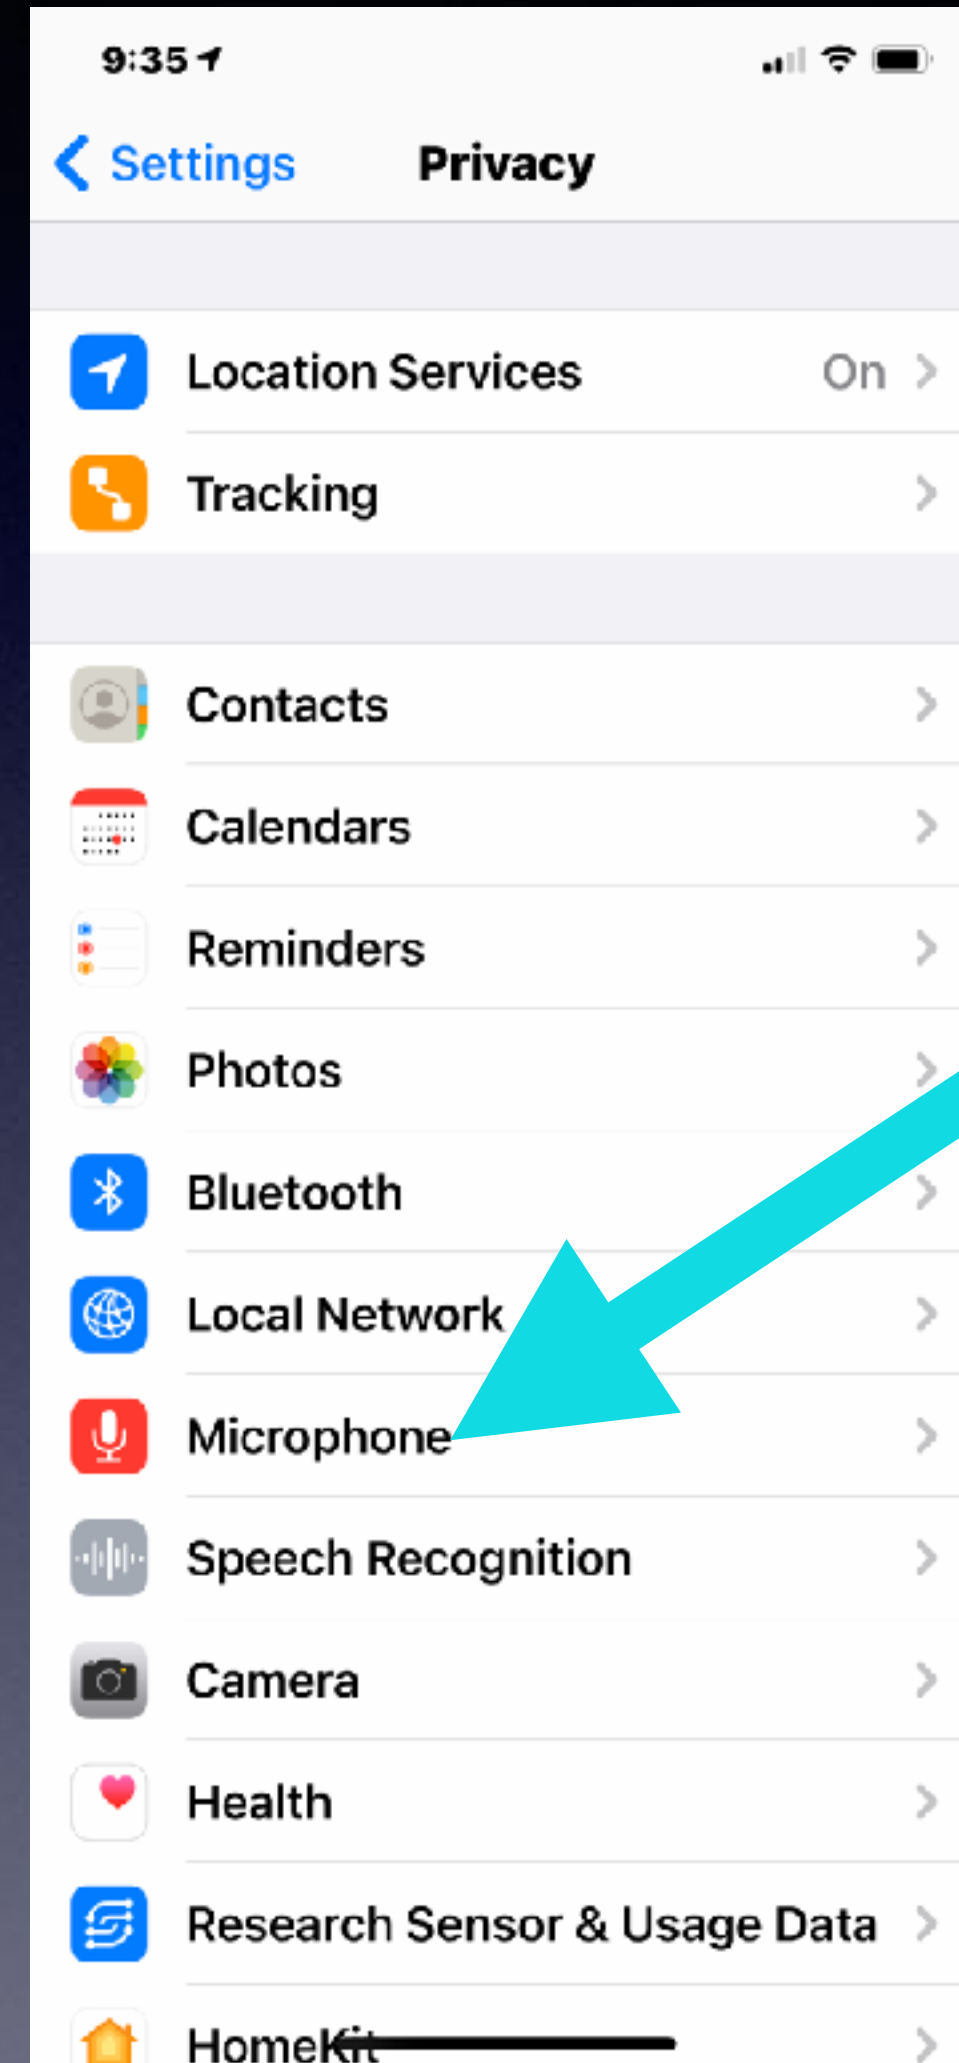 9:35
Settings Privacy
Location Services On
Tracking
Contacts
Calendars
Reminders
Photos
Bluetooth
Local Network
Microphone
Speech Recognition
Camera
Health
Research Sensor & Usage Data
HomeKit